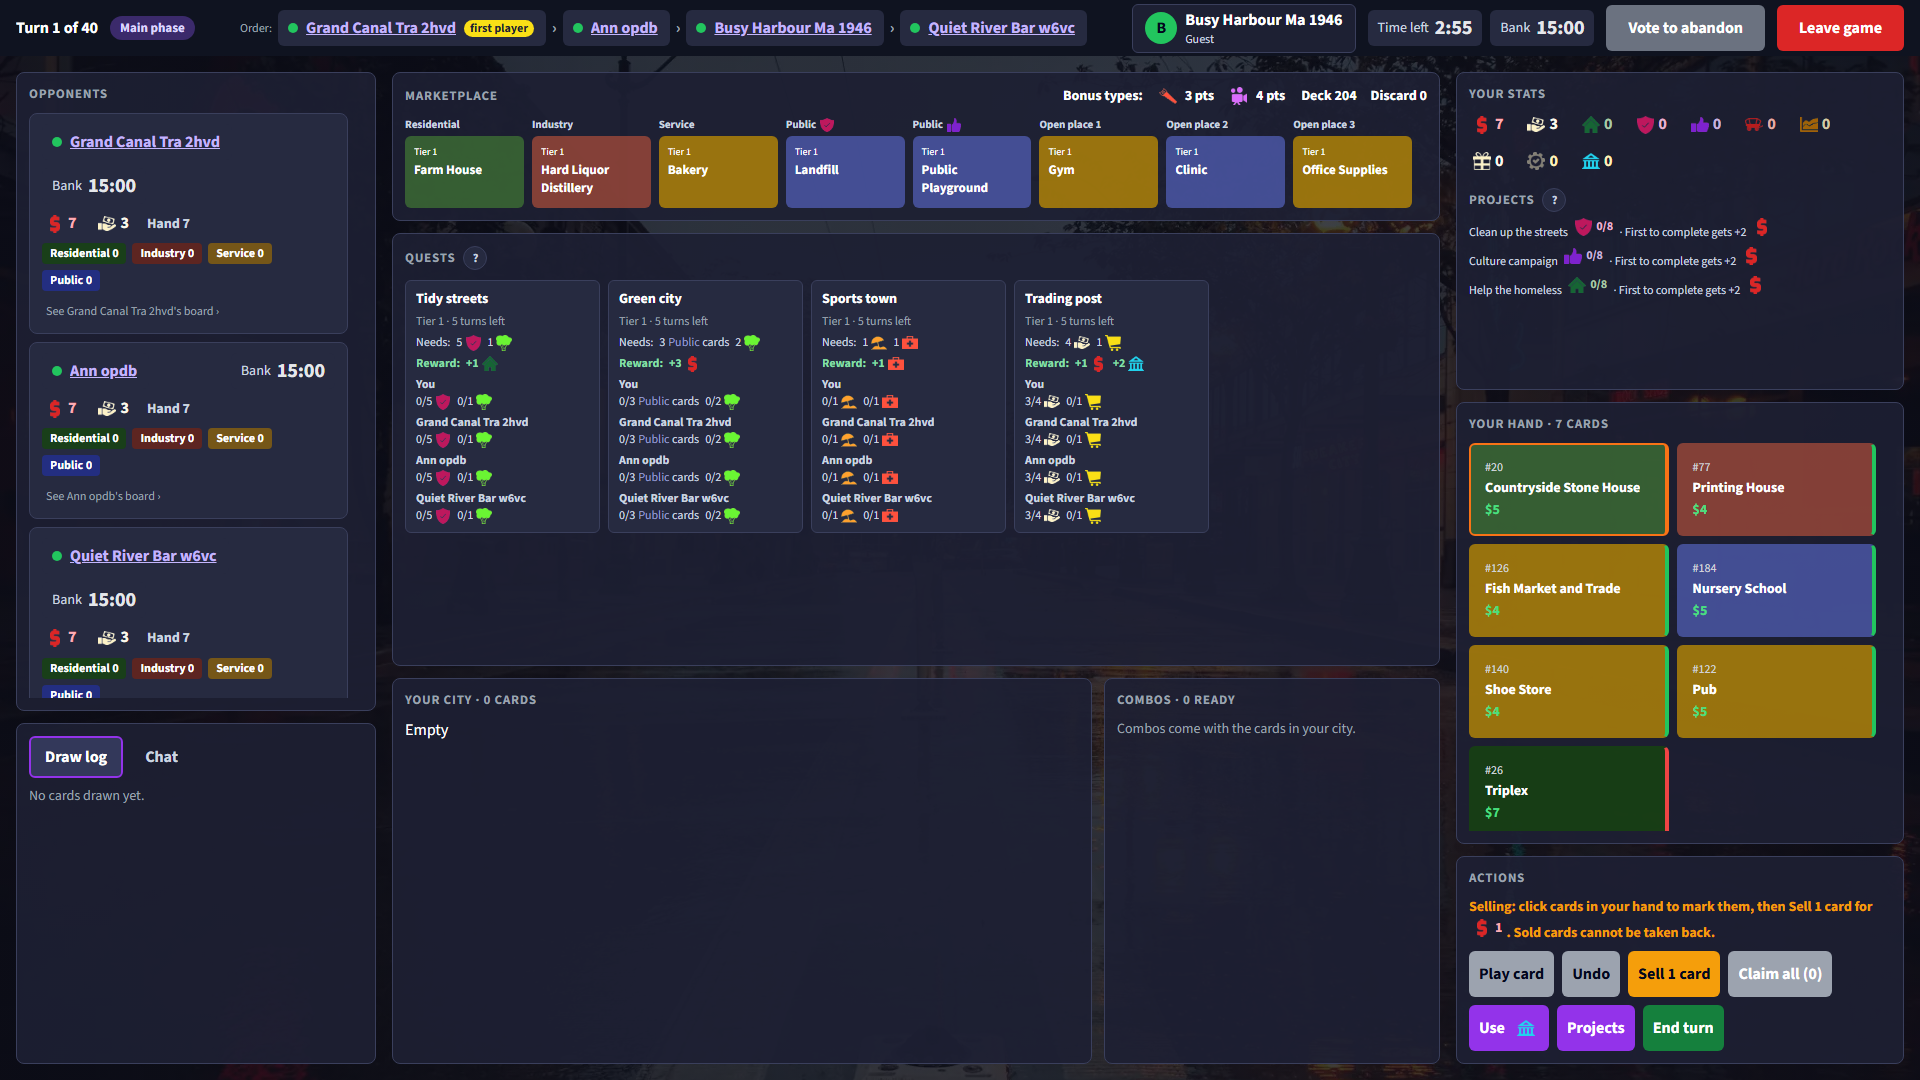 Turn 1 of 40
Main phase
Order:
Grand Canal Tra 2hvd
first player
›
Ann opdb
›
Busy Harbour Ma 1946
›
Quiet River Bar w6vc
B
Busy Harbour Ma 1946
Guest
Time left 2:55
Bank 15:00
Vote to abandon
Leave game
OPPONENTS
Grand Canal Tra 2hvd
Bank 15:00
7 3 Hand 7
Residential 0 Industry 0 Service 0
Public 0
See Grand Canal Tra 2hvd's board ›
Ann opdb Bank 15:00
7 3 Hand 7
Residential 0 Industry 0 Service 0
Public 0
See Ann opdb's board ›
Quiet River Bar w6vc
Bank 15:00
7 3 Hand 7
Residential 0 Industry 0 Service 0
Public 0
Draw log Chat
No cards drawn yet.
MARKETPLACE
Bonus types: 3 pts 4 pts Deck 204 Discard 0
Residential
Tier 1
Farm House
Industry
Tier 1
Hard Liquor
Distillery
Service
Tier 1
Bakery
Public
Tier 1
Landfill
Public
Tier 1
Public
Playground
Open place 1
Tier 1
Gym
Open place 2
Tier 1
Clinic
Open place 3
Tier 1
Office Supplies
QUESTS ?
Tidy streets
Tier 1 · 5 turns left
Needs: 5 1
Reward: +1
You
0/5 0/1
Grand Canal Tra 2hvd
0/5 0/1
Ann opdb
0/5 0/1
Quiet River Bar w6vc
0/5 0/1
Green city
Tier 1 · 5 turns left
Needs: 3 Public cards 2
Reward: +3
You
0/3 Public cards 0/2
Grand Canal Tra 2hvd
0/3 Public cards 0/2
Ann opdb
0/3 Public cards 0/2
Quiet River Bar w6vc
0/3 Public cards 0/2
Sports town
Tier 1 · 5 turns left
Needs: 1 1
Reward: +1
You
0/1 0/1
Grand Canal Tra 2hvd
0/1 0/1
Ann opdb
0/1 0/1
Quiet River Bar w6vc
0/1 0/1
Trading post
Tier 1 · 5 turns left
Needs: 4 1
Reward: +1 +2
You
3/4 0/1
Grand Canal Tra 2hvd
3/4 0/1
Ann opdb
3/4 0/1
Quiet River Bar w6vc
3/4 0/1
YOUR CITY · 0 CARDS
Empty
COMBOS · 0 READY
Combos come with the cards in your city.
YOUR STATS
7 3 0 0 0 0 0
0 0 0
PROJECTS ?
Clean up the streets 0/8 · First to complete gets +2
Culture campaign 0/8 · First to complete gets +2
Help the homeless 0/8 · First to complete gets +2
YOUR HAND · 7 CARDS
#20
Countryside Stone House
$5
#77
Printing House
$4
#126
Fish Market and Trade
$4
#184
Nursery School
$5
#140
Shoe Store
$4
#122
Pub
$5
#26
Triplex
$7
ACTIONS
Selling: click cards in your hand to mark them, then Sell 1 card for
1 . Sold cards cannot be taken back.
Play card Undo Sell 1 card Claim all (0)
Use Projects End turn